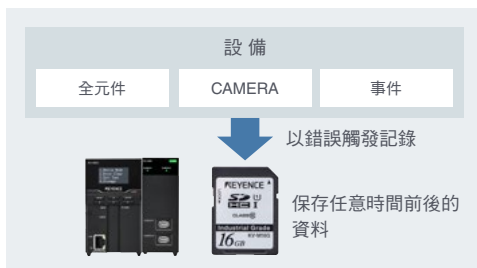 設備
全元件
CAMERA
事件
以錯誤觸發記錄
KEYENCE
KEYENCE
CLASS
Industrial Grade
16GB
保存任意時間前後的
資料